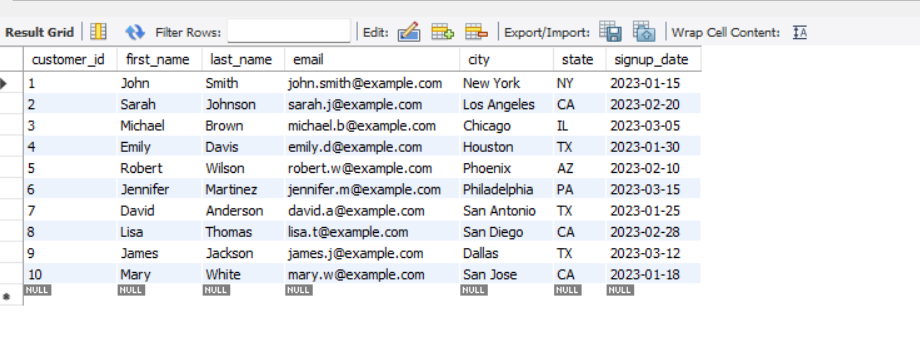 Result Grid Filter Rows: Edit: Export/Import: Wrap Cell Content: IA
customer_id first_name last_name email city state signup_date
1 John Smith john.smith@example.com New York NY 2023-01-15
2 Sarah Johnson sarah.j@example.com Los Angeles CA 2023-02-20
3 Michael Brown michael.b@example.com Chicago IL 2023-03-05
4 Emily Davis emily.d@example.com Houston TX 2023-01-30
5 Robert Wilson robert.w@example.com Phoenix AZ 2023-02-10
6 Jennifer Martinez jennifer.m@example.com Philadelphia PA 2023-03-15
7 David Anderson david.a@example.com San Antonio TX 2023-01-25
8 Lisa Thomas lisa.t@example.com San Diego CA 2023-02-28
9 James Jackson james.j@example.com Dallas TX 2023-03-12
10 Mary White mary.w@example.com San Jose CA 2023-01-18
NULL NULL NULL NULL NULL NULL NULL